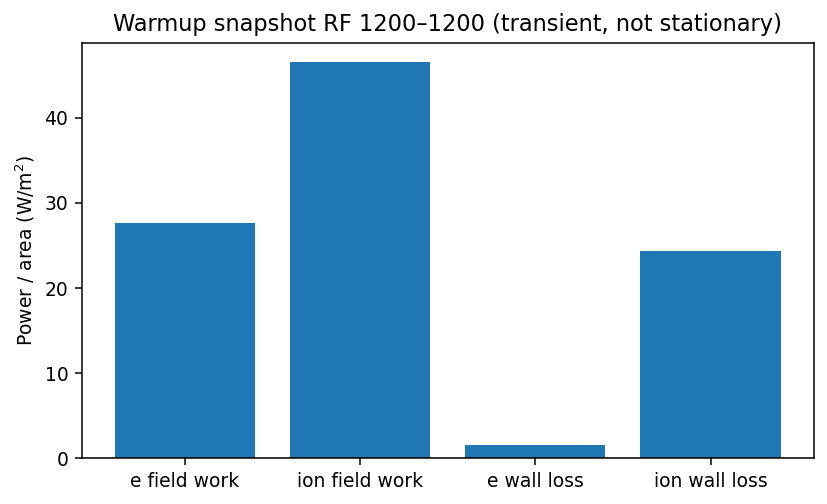 Warmup snapshot RF 1200–1200 (transient, not stationary)
Power / area (W/m²)
40
30
20
10
0
e field work
ion field work
e wall loss
ion wall loss